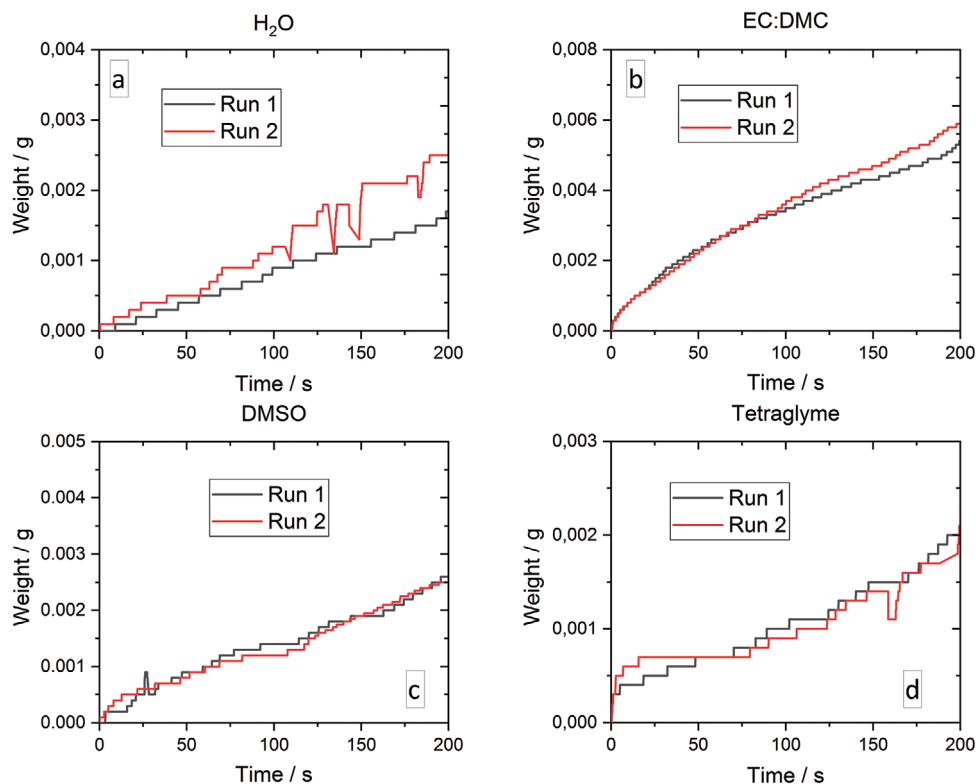 H₂O
a
Run 1
Run 2
Weight / g
0,004
0,003
0,002
0,001
0,000
0 50 100 150 200
Time / s
EC:DMC
b
Run 1
Run 2
Weight / g
0,008
0,006
0,004
0,002
0,000
0 50 100 150 200
Time / s
DMSO
Run 1
Run 2
c
Weight / g
0.005
0.004
0.003
0.002
0.001
0.000
0 50 100 150 200
Time / s
Tetraglyme
Run 1
Run 2
d
Weight / g
0,003
0,002
0,001
0,000
0 50 100 150 200
Time / s